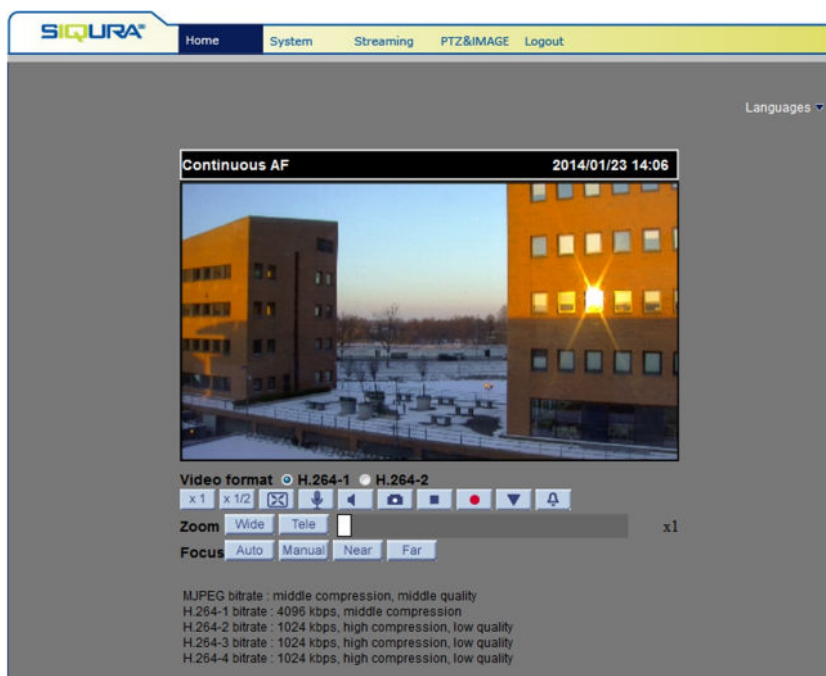 SIQURA®
Home System Streaming PTZ&IMAGE Logout
Languages
Continuous AF 2014/01/23 14:06
Video format H.264-1 H.264-2
x 1 x 1/2
Zoom Wide Tele x1
Focus Auto Manual Near Far
MJPEG bitrate : middle compression, middle quality
H.264-1 bitrate : 4096 kbps, middle compression
H.264-2 bitrate : 1024 kbps, high compression, low quality
H.264-3 bitrate : 1024 kbps, high compression, low quality
H.264-4 bitrate : 1024 kbps, high compression, low quality